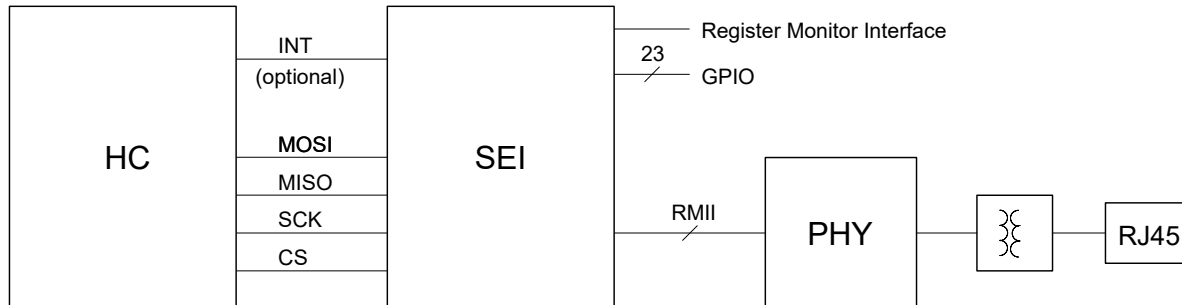 INT
(optional)
HC
MOSI
MISO
SCK
CS
SEI
Register Monitor Interface
23
GPIO
RMII
PHY
RJ45